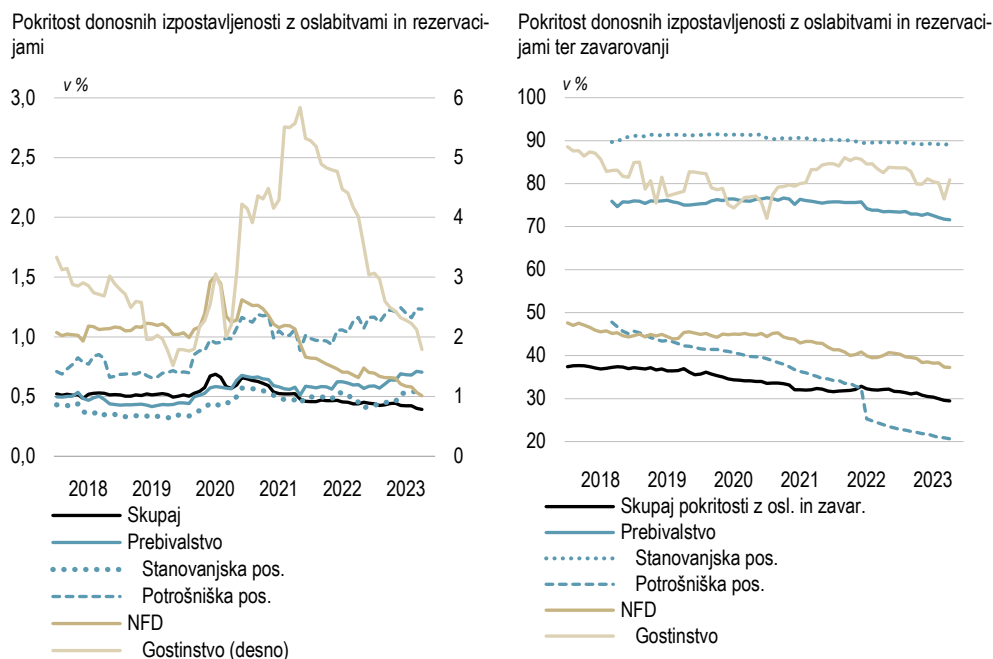 Pokritost donosnih izpostavljenosti z oslabitvami in rezervaci-
jami
v %
3,0
2,5
2,0
1,5
1,0
0,5
0,0
6
5
4
3
2
1
0
2018 2019 2020 2021 2022 2023
Skupaj
Prebivalstvo
Stanovanjska pos.
Potrošniška pos.
NFD
Gostinstvo (desno)
Pokritost donosnih izpostavljenosti z oslabitvami in rezervaci-
jami ter zavarovanji
v %
100
90
80
70
60
50
40
30
20
2018 2019 2020 2021 2022 2023
Skupaj pokritosti z osl. in zavar.
Prebivalstvo
Stanovanjska pos.
Potrošniška pos.
NFD
Gostinstvo